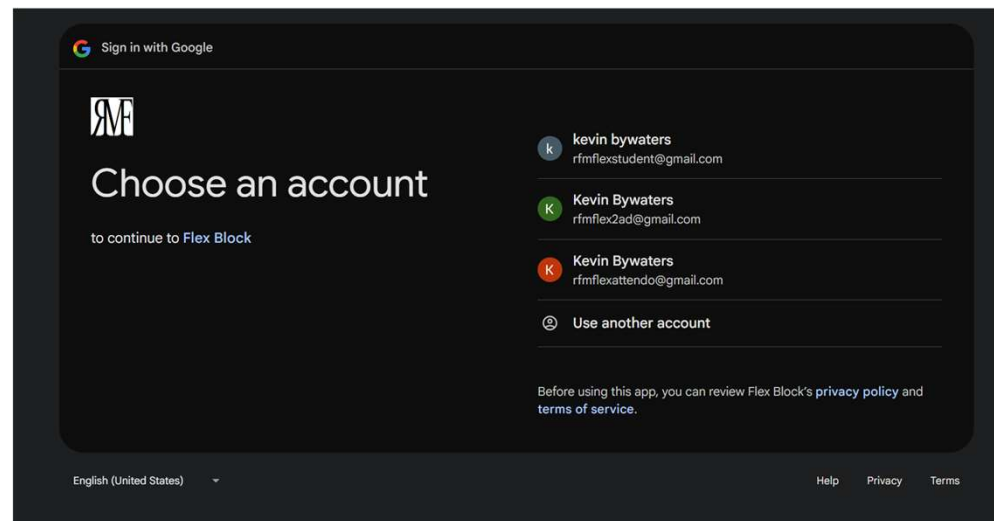 Sign in with Google
RMF
Choose an account
to continue to Flex Block
k
kevin bywaters
rfmflexstudent@gmail.com
K
Kevin Bywaters
rfmflex2ad@gmail.com
K
Kevin Bywaters
rfmflexattendo@gmail.com
Use another account
Before using this app, you can review Flex Block's privacy policy and
terms of service.
English (United States)
Help Privacy Terms